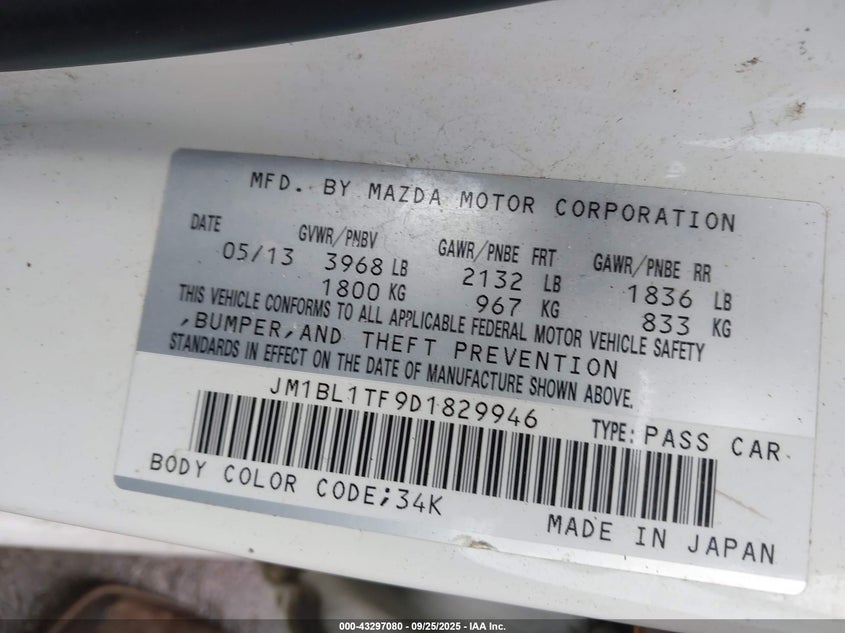 MFD. BY MAZDA MOTOR CORPORATION
DATE GVWR/PNBV GAWR/PNBE FRT GAWR/PNBE RR
05/13 3968 LB 2132 LB 1836 LB
1800 KG 967 KG 833 KG
THIS VEHICLE CONFORMS TO ALL APPLICABLE FEDERAL MOTOR VEHICLE SAFETY
,BUMPER,AND THEFT PREVENTION
STANDARDS IN EFFECT ON THE DATE OF MANUFACTURE SHOWN ABOVE.
JM1BL1TF9D1829946 TYPE: PASS CAR
BODY COLOR CODE;34K
MADE IN JAPAN
000-43297080 - 09/25/2025 - IAA Inc.